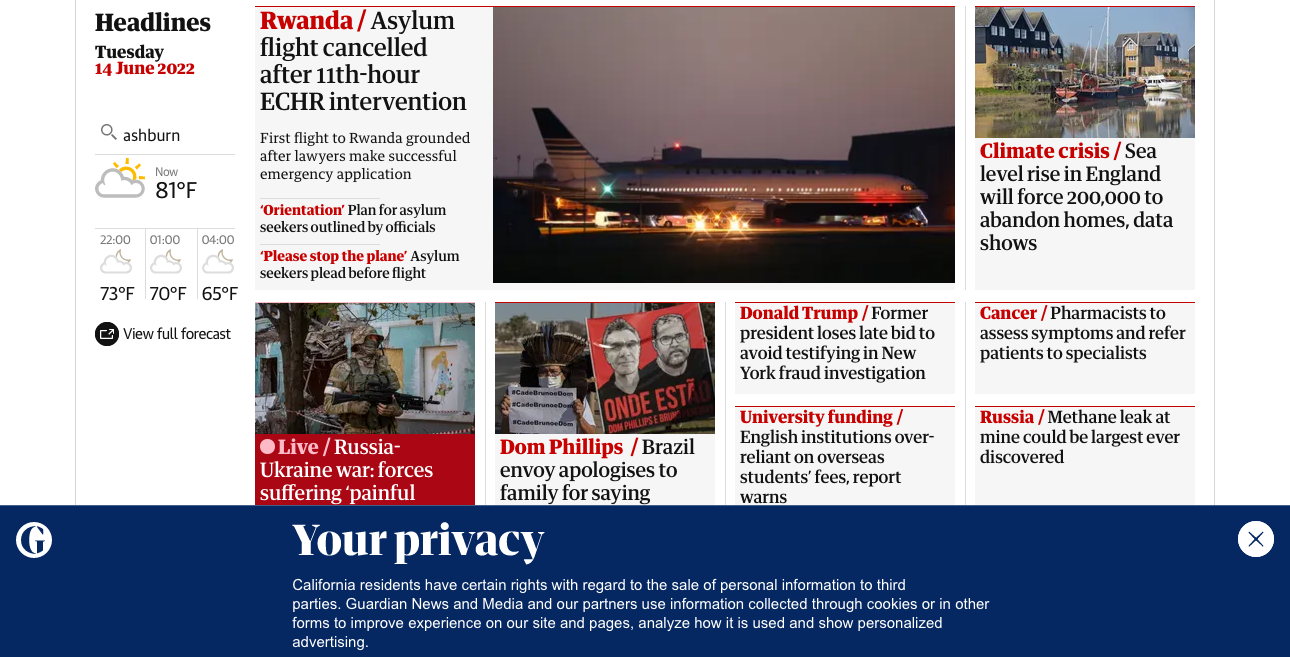 Headlines
Tuesday
14 June 2022
ashburn
Now
81°F
22:00
01:00
04:00
73°F
70°F
65°F
View full forecast
Rwanda / Asylum
flight cancelled
after 11th-hour
ECHR intervention
First flight to Rwanda grounded
after lawyers make successful
emergency application
‘Orientation’ Plan for asylum
seekers outlined by officials
‘Please stop the plane’ Asylum
seekers plead before flight
Climate crisis / Sea
level rise in England
will force 200,000 to
abandon homes, data
shows
Live / Russia-
Ukraine war: forces
suffering ‘painful
#CadeBrunoeDom
#CadeBrunoeDom
#CadeBrunoeDom
ONDE ESTÃO
DOM PHILLIPS E BRUN
Dom Phillips / Brazil
envoy apologises to
family for saying
Donald Trump / Former
president loses late bid to
avoid testifying in New
York fraud investigation
University funding /
English institutions over-
reliant on overseas
students’ fees, report
warns
Cancer / Pharmacists to
assess symptoms and refer
patients to specialists
Russia / Methane leak at
mine could be largest ever
discovered
G
Your privacy
California residents have certain rights with regard to the sale of personal information to third
parties. Guardian News and Media and our partners use information collected through cookies or in other
forms to improve experience on our site and pages, analyze how it is used and show personalized
advertising.